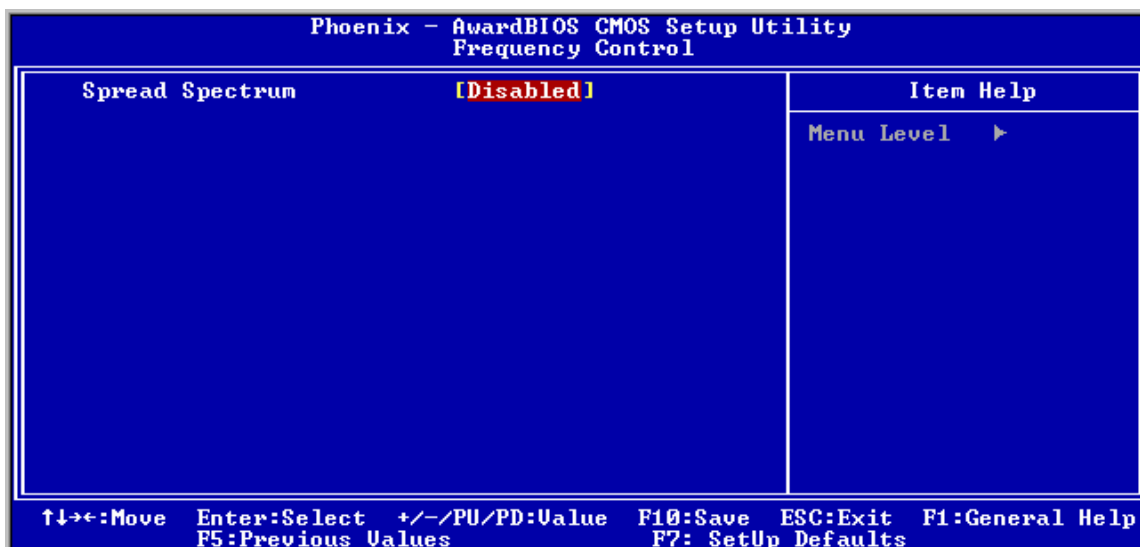 Phoenix - AwardBIOS CMOS Setup Utility
Frequency Control
Spread Spectrum [Disabled]
Item Help
Menu Level ►
↑↓→←:Move Enter:Select +/-/PU/PD:Value F10:Save ESC:Exit F1:General Help
F5:Previous Values F7: SetUp Defaults